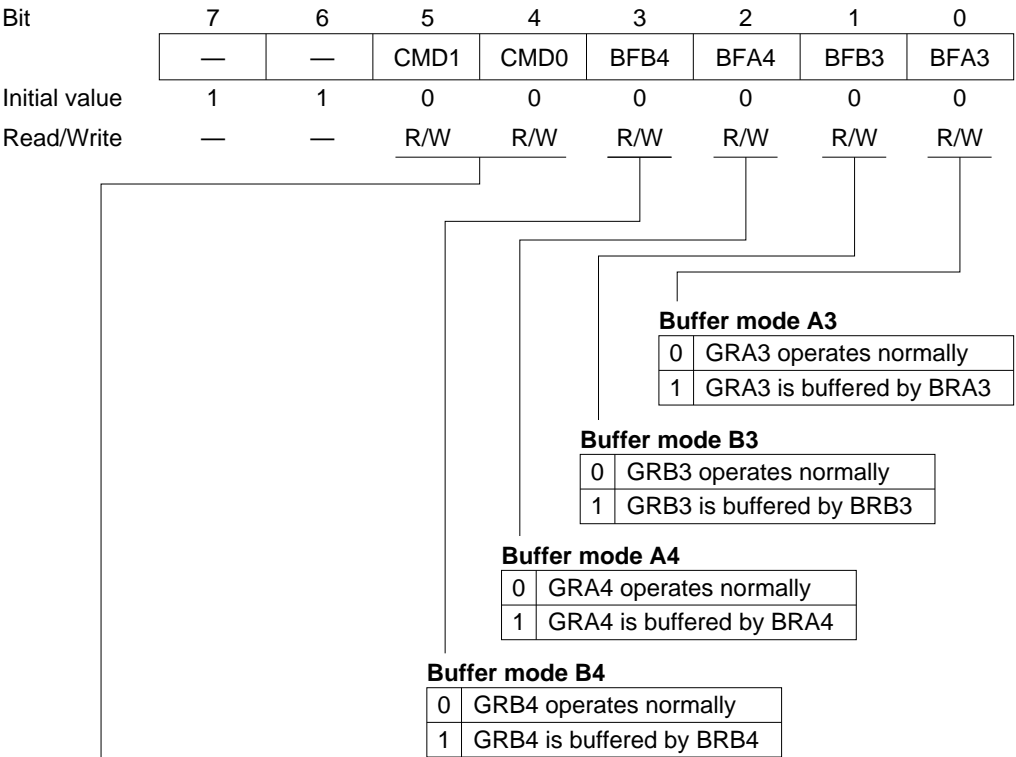 Bit 7 6 5 4 3 2 1 0
— — CMD1 CMD0 BFB4 BFA4 BFB3 BFA3
Initial value 1 1 0 0 0 0 0 0
Read/Write — — R/W R/W R/W R/W R/W R/W
Buffer mode A3
0 GRA3 operates normally
1 GRA3 is buffered by BRA3
Buffer mode B3
0 GRB3 operates normally
1 GRB3 is buffered by BRB3
Buffer mode A4
0 GRA4 operates normally
1 GRA4 is buffered by BRA4
Buffer mode B4
0 GRB4 operates normally
1 GRB4 is buffered by BRB4